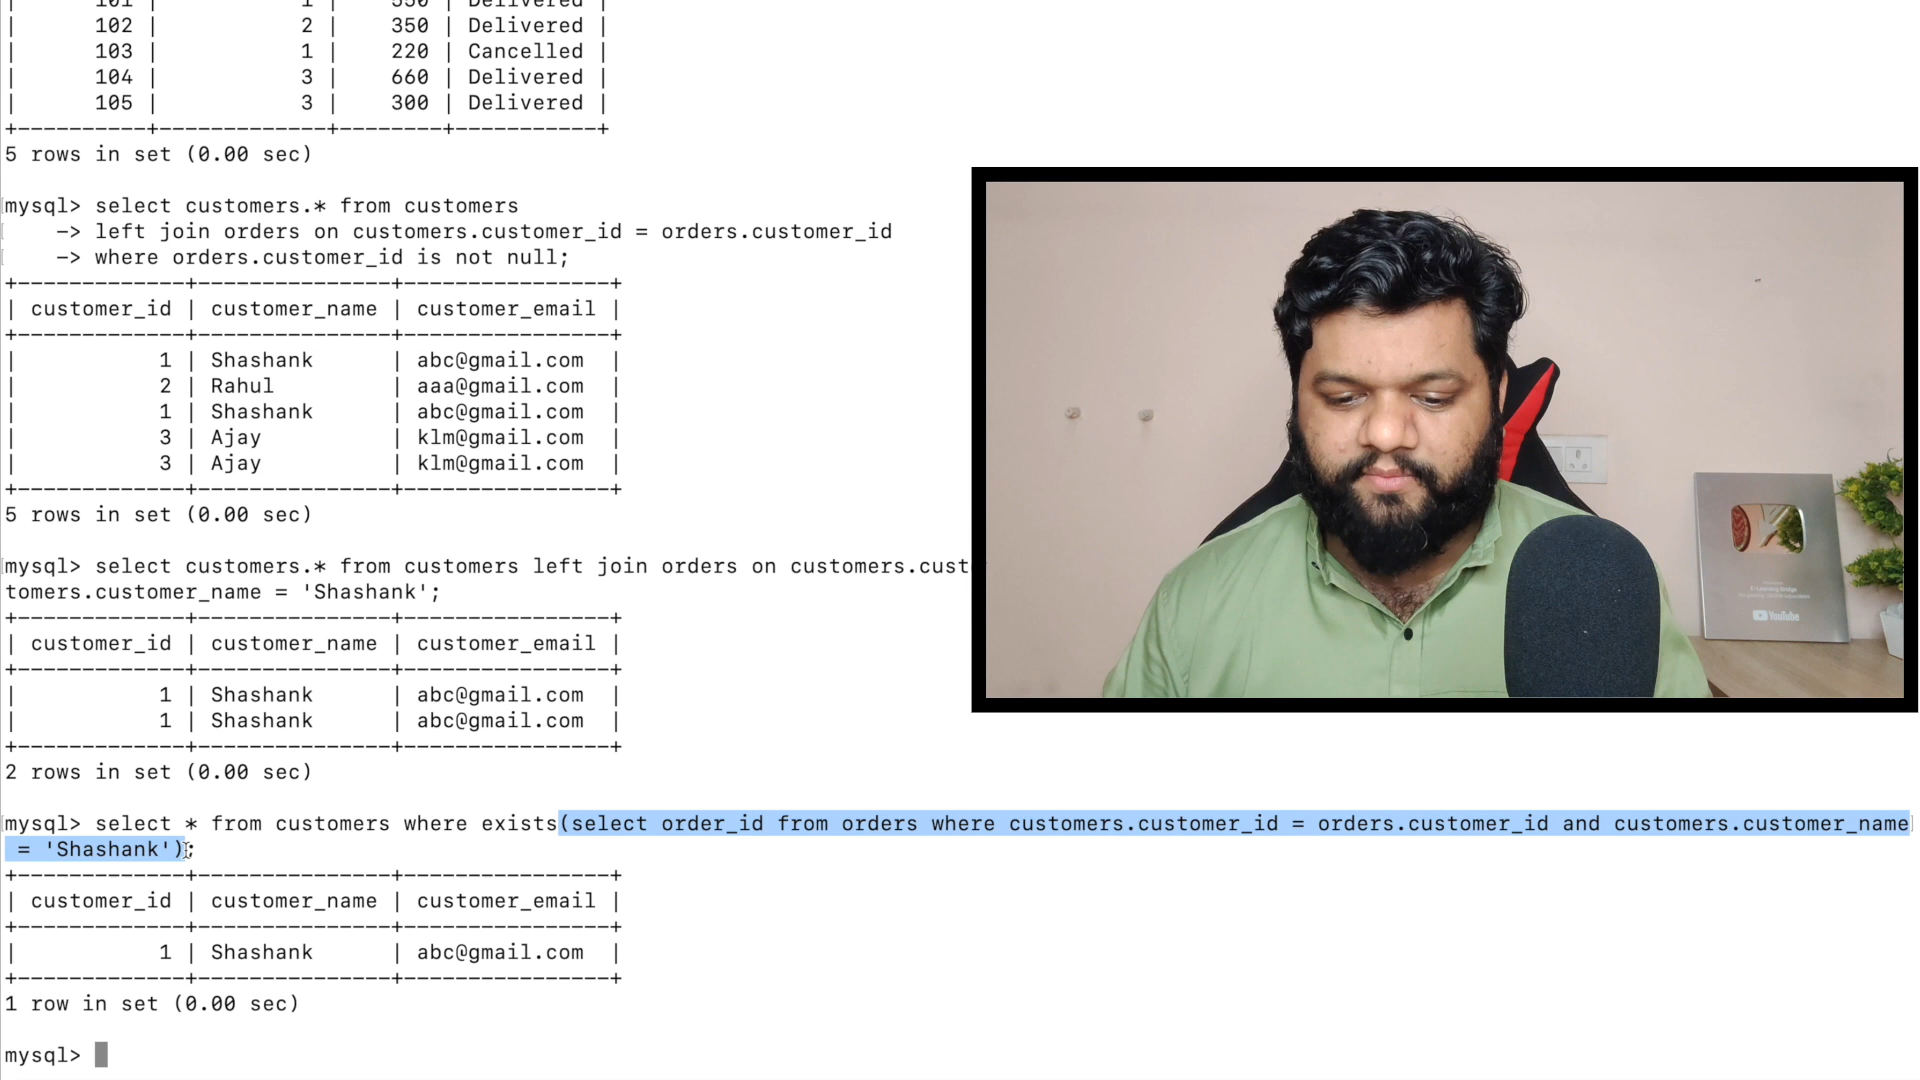 | 101 | 1 | 550 | Delivered |
| 102 | 2 | 350 | Delivered |
| 103 | 1 | 220 | Cancelled |
| 104 | 3 | 660 | Delivered |
| 105 | 3 | 300 | Delivered |
5 rows in set (0.00 sec)
mysql> select customers.* from customers
-> left join orders on customers.customer_id = orders.customer_id
-> where orders.customer_id is not null;
| customer_id | customer_name | customer_email |
| 1 | Shashank | abc@gmail.com |
| 2 | Rahul | aaa@gmail.com |
| 1 | Shashank | abc@gmail.com |
| 3 | Ajay | klm@gmail.com |
| 3 | Ajay | klm@gmail.com |
5 rows in set (0.00 sec)
mysql> select customers.* from customers left join orders on customers.cust
tomers.customer_name = 'Shashank';
| customer_id | customer_name | customer_email |
| 1 | Shashank | abc@gmail.com |
| 1 | Shashank | abc@gmail.com |
2 rows in set (0.00 sec)
mysql> select * from customers where exists(select order_id from orders where customers.customer_id = orders.customer_id and customers.customer_name
= 'Shashank');
| customer_id | customer_name | customer_email |
| 1 | Shashank | abc@gmail.com |
1 row in set (0.00 sec)
mysql>
E-Learning Bridge
YouTube